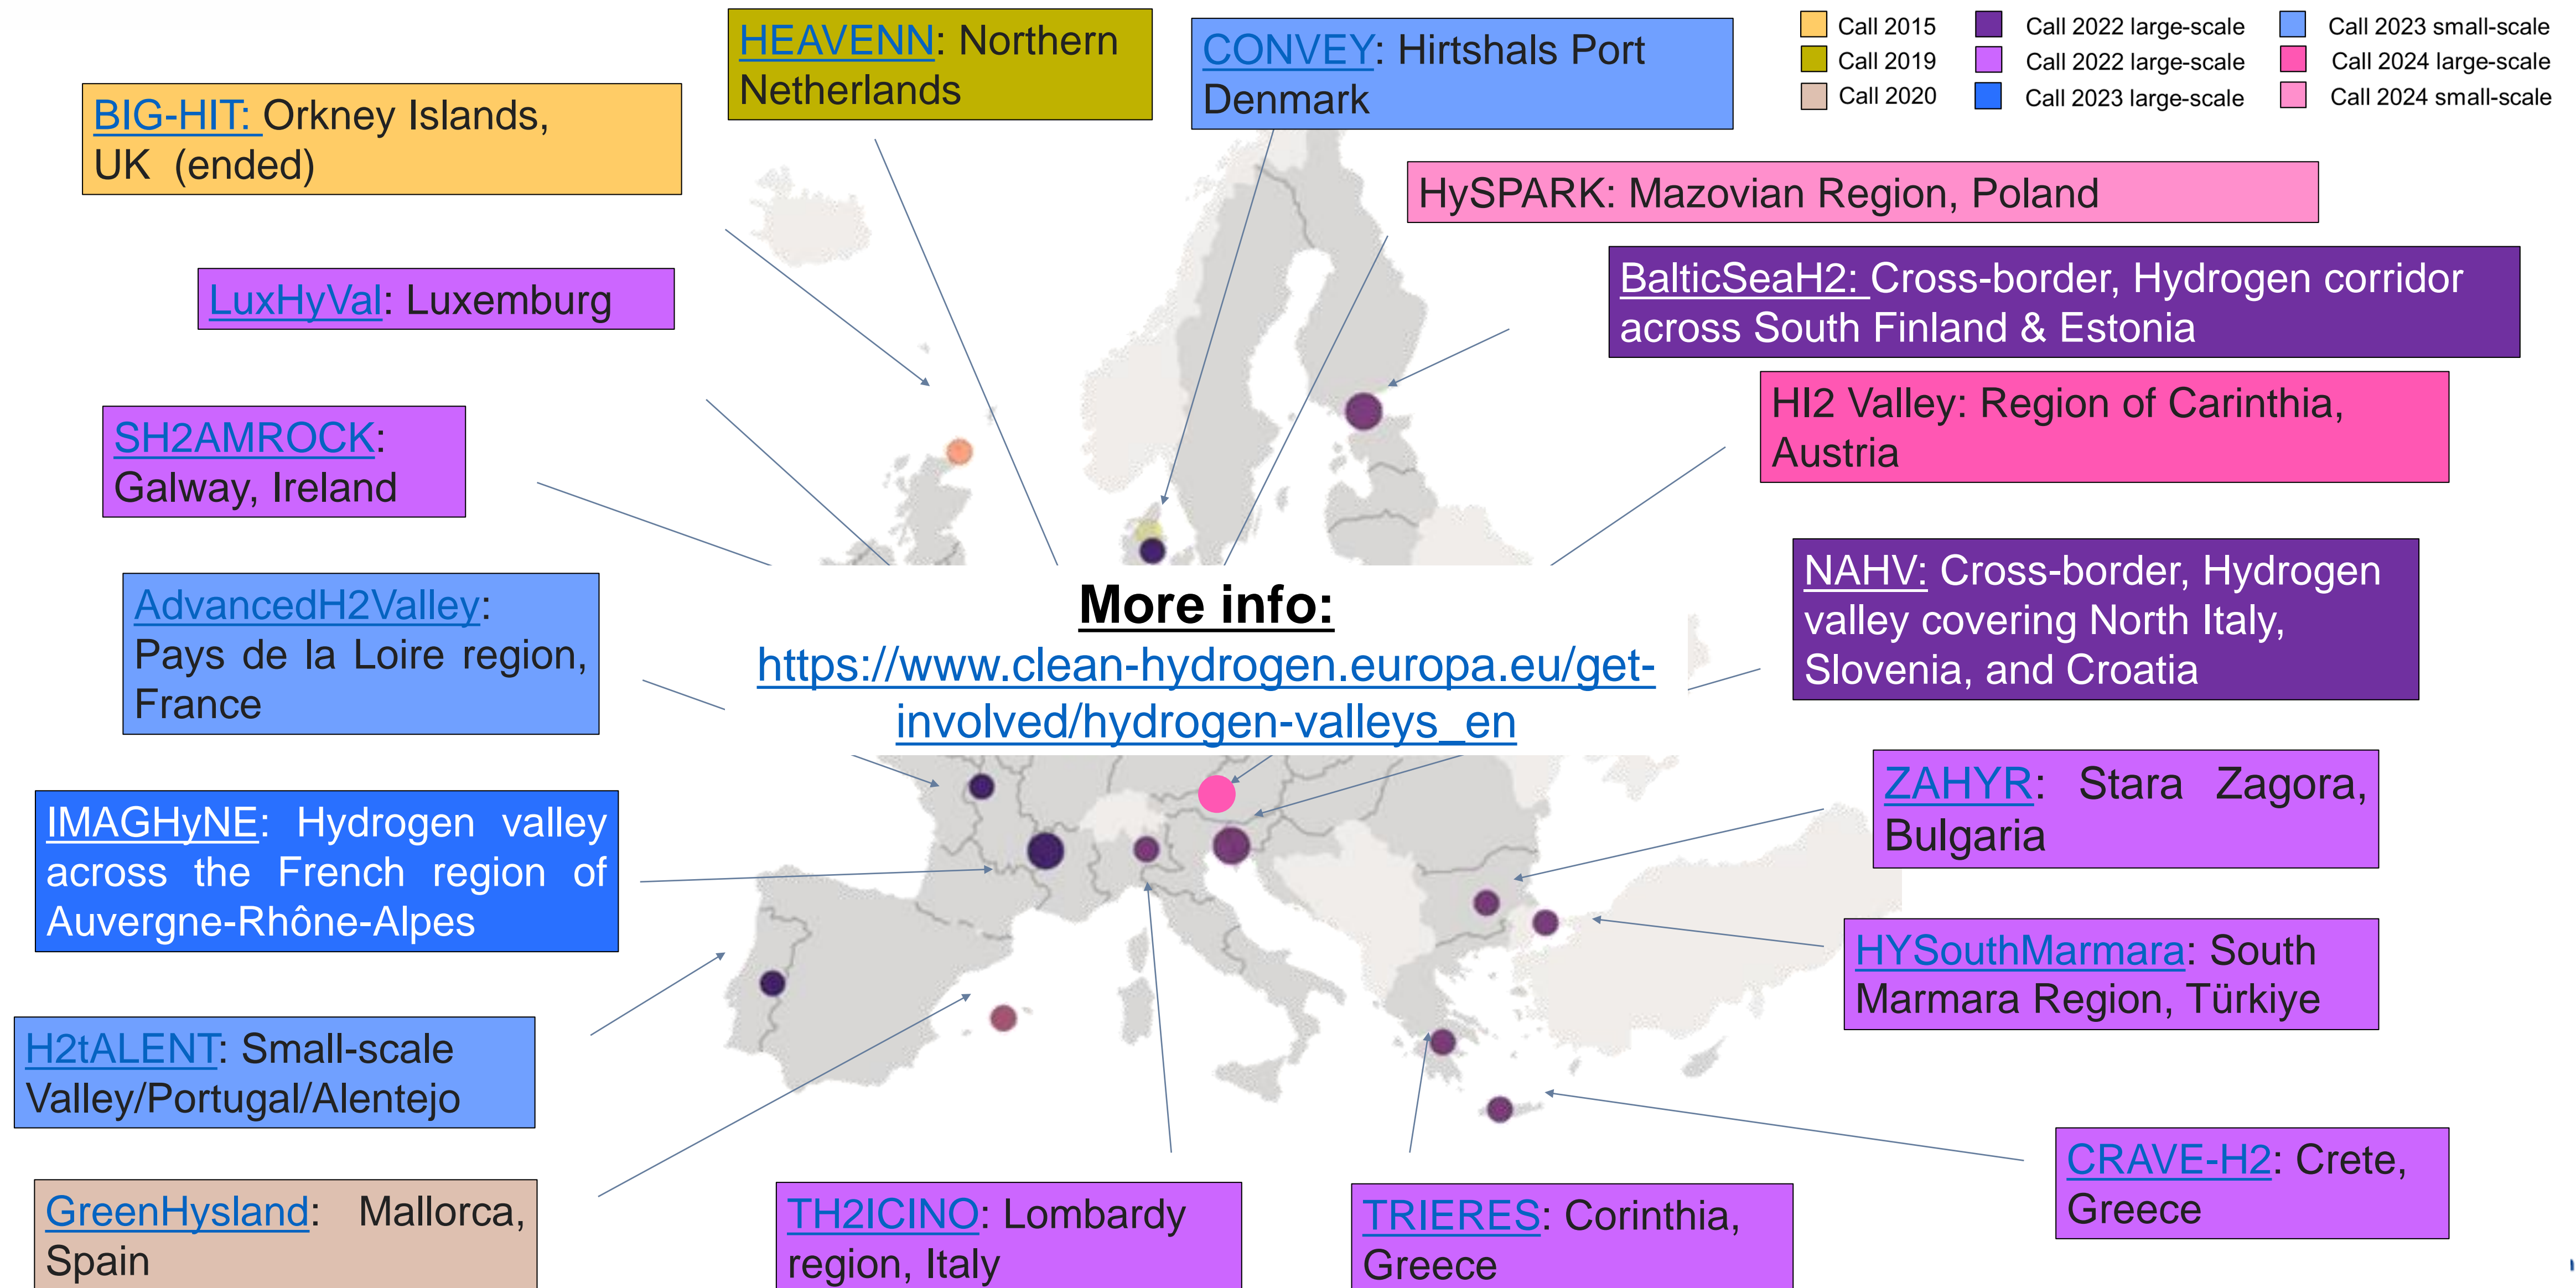 HEAVENN: Northern
Netherlands
CONVEY: Hirtshals Port
Denmark
Call 2015
Call 2019
Call 2020
Call 2022 large-scale
Call 2022 large-scale
Call 2023 large-scale
Call 2023 small-scale
Call 2024 large-scale
Call 2024 small-scale
BIG-HIT: Orkney Islands,
UK (ended)
HySPARK: Mazovian Region, Poland
LuxHyVal: Luxemburg
BalticSeaH2: Cross-border, Hydrogen corridor
across South Finland & Estonia
SH2AMROCK:
Galway, Ireland
HI2 Valley: Region of Carinthia,
Austria
AdvancedH2Valley:
Pays de la Loire region,
France
More info:
https://www.clean-hydrogen.europa.eu/get-
involved/hydrogen-valleys_en
NAHV: Cross-border, Hydrogen
valley covering North Italy,
Slovenia, and Croatia
IMAGHyNE: Hydrogen valley
across the French region of
Auvergne-Rhône-Alpes
ZAHYR: Stara Zagora,
Bulgaria
HYSouthMarmara: South
Marmara Region, Türkiye
H2tALENT: Small-scale
Valley/Portugal/Alentejo
GreenHysland: Mallorca,
Spain
TH2ICINO: Lombardy
region, Italy
TRIERES: Corinthia,
Greece
CRAVE-H2: Crete,
Greece